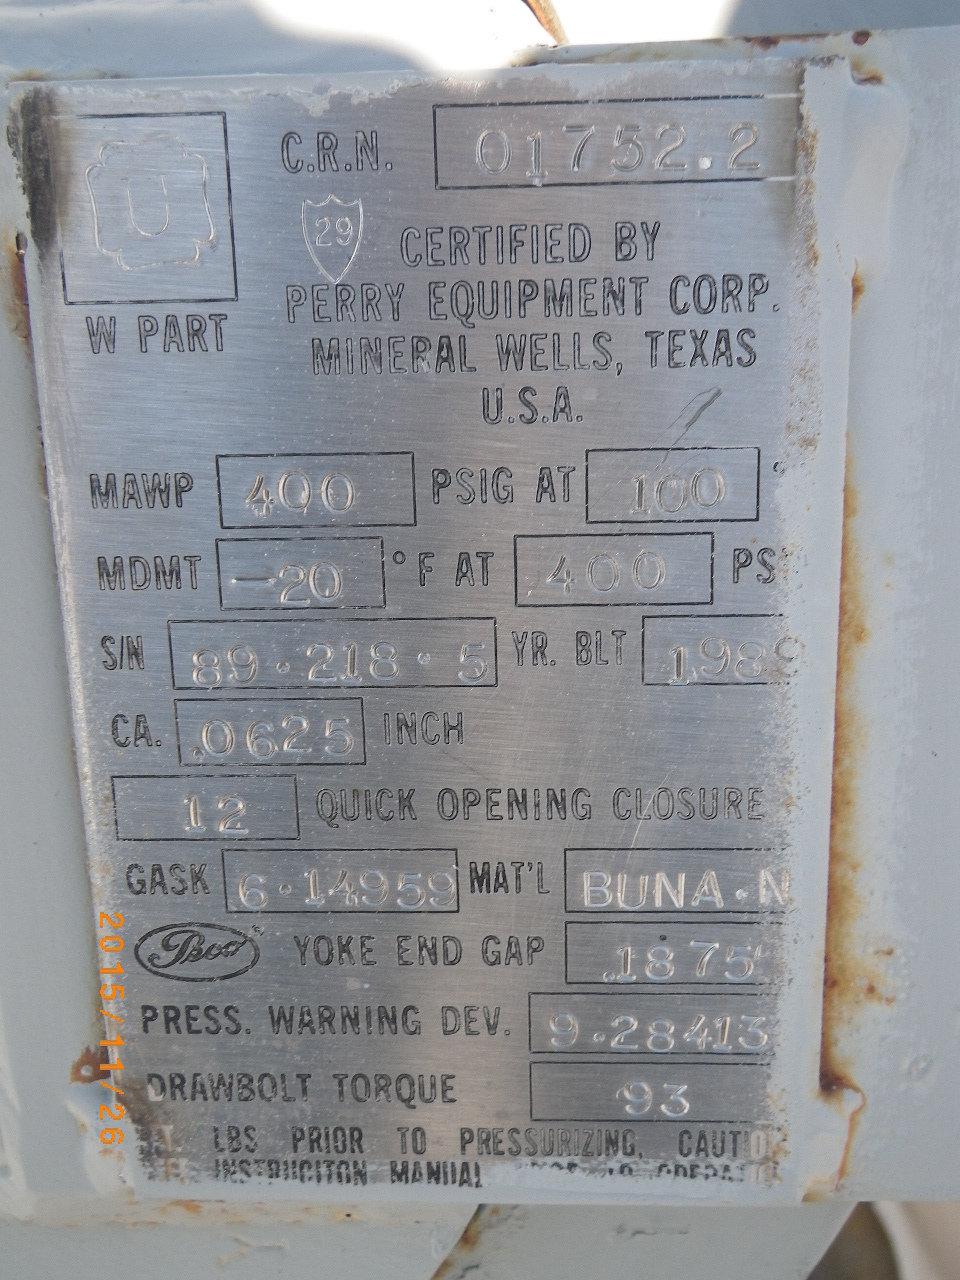 U
C.R.N. 01752.2
29
CERTIFIED BY
PERRY EQUIPMENT CORP.
W PART
MINERAL WELLS, TEXAS
U.S.A.
MAWP 400 PSIG AT 100 °
MDMT -20 °F AT 400 PS
S/N 89.218.5 YR. BLT 1989
CA. .0625 INCH
12 QUICK OPENING CLOSURE
GASK 6.14959 MAT'L BUNA.N
YOKE END GAP .1875
PRESS. WARNING DEV. 9.28413
DRAWBOLT TORQUE 93
LBS PRIOR TO PRESSURIZING, CAUTIO
INSTRUCITON MANUAL
2015/11/26